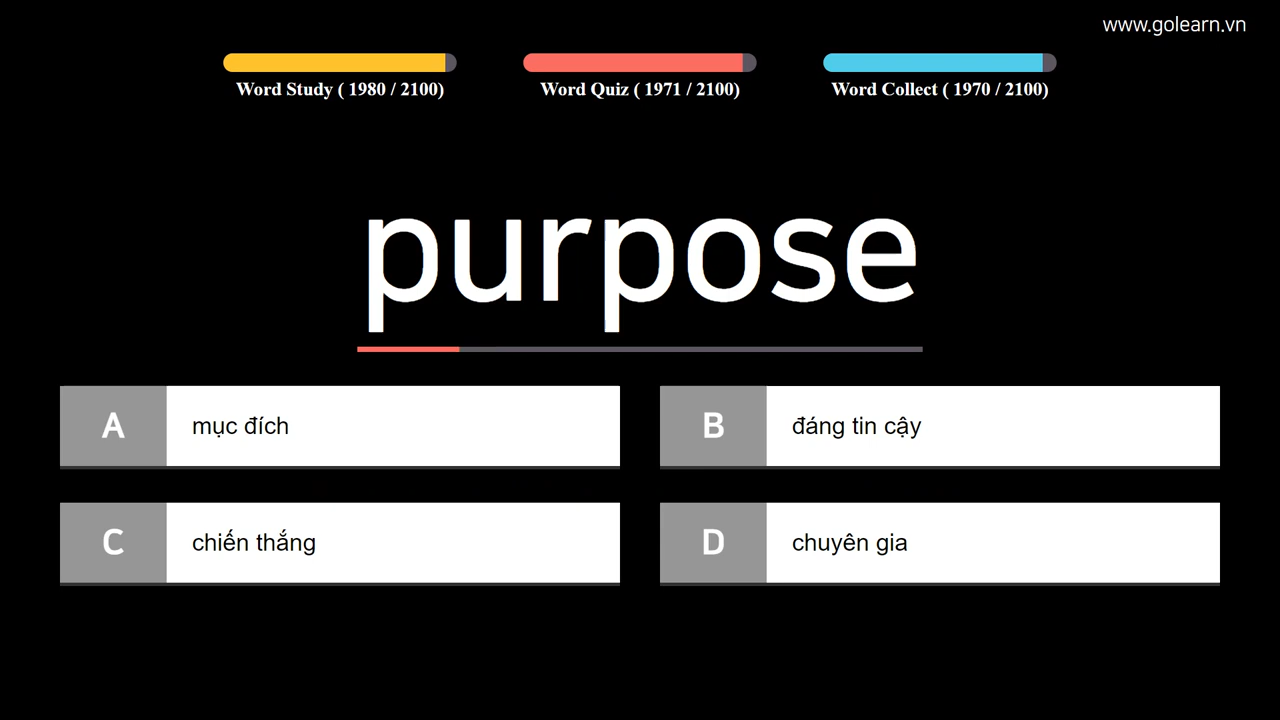 www.golearn.vn
Word Study ( 1980 / 2100)
Word Quiz ( 1971 / 2100)
Word Collect ( 1970 / 2100)
purpose
A mục đích
B đáng tin cậy
C chiến thắng
D chuyên gia